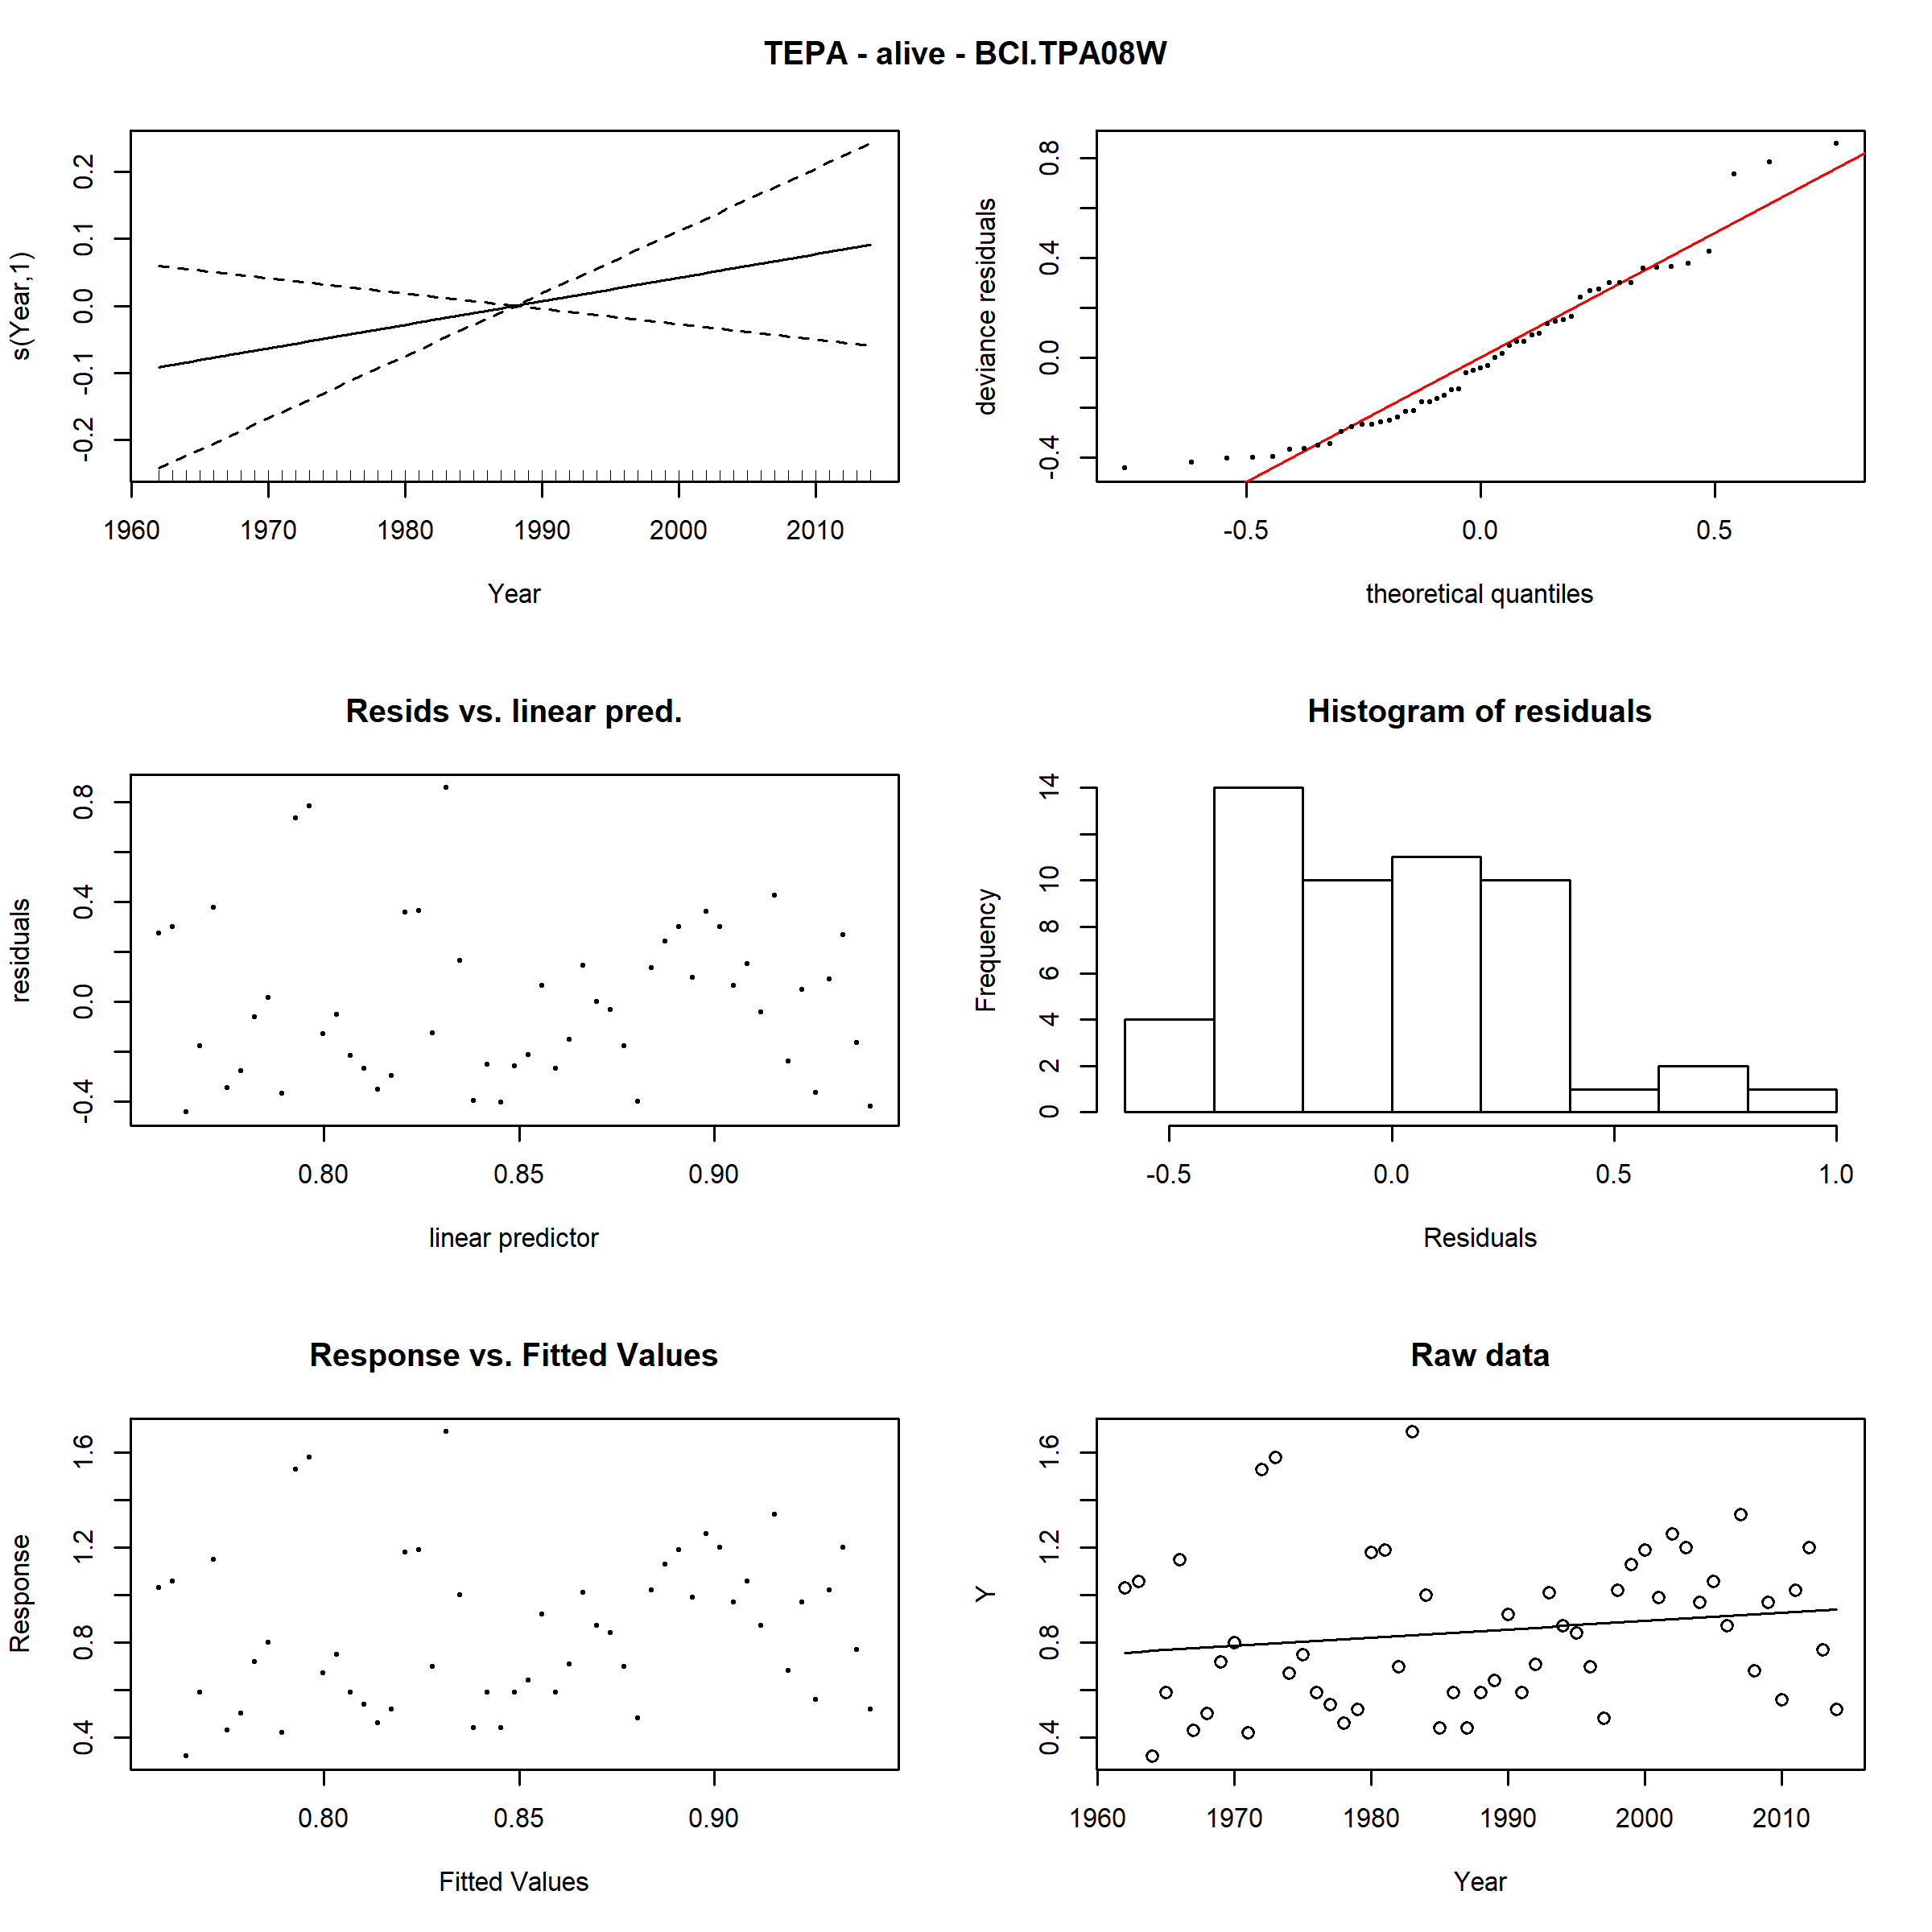 TEPA - alive - BCI.TPA08W
s(Year,1)
-0.2 -0.1 0.0 0.1 0.2
1960 1970 1980 1990 2000 2010
Year
deviance residuals
-0.4 0.0 0.4 0.8
-0.5 0.0 0.5
theoretical quantiles
Resids vs. linear pred.
residuals
-0.4 0.0 0.4 0.8
0.80 0.85 0.90
linear predictor
Histogram of residuals
Frequency
0 2 4 6 8 10 14
-0.5 0.0 0.5 1.0
Residuals
Response vs. Fitted Values
Response
0.4 0.8 1.2 1.6
0.80 0.85 0.90
Fitted Values
Raw data
Y
0.4 0.8 1.2 1.6
1960 1970 1980 1990 2000 2010
Year